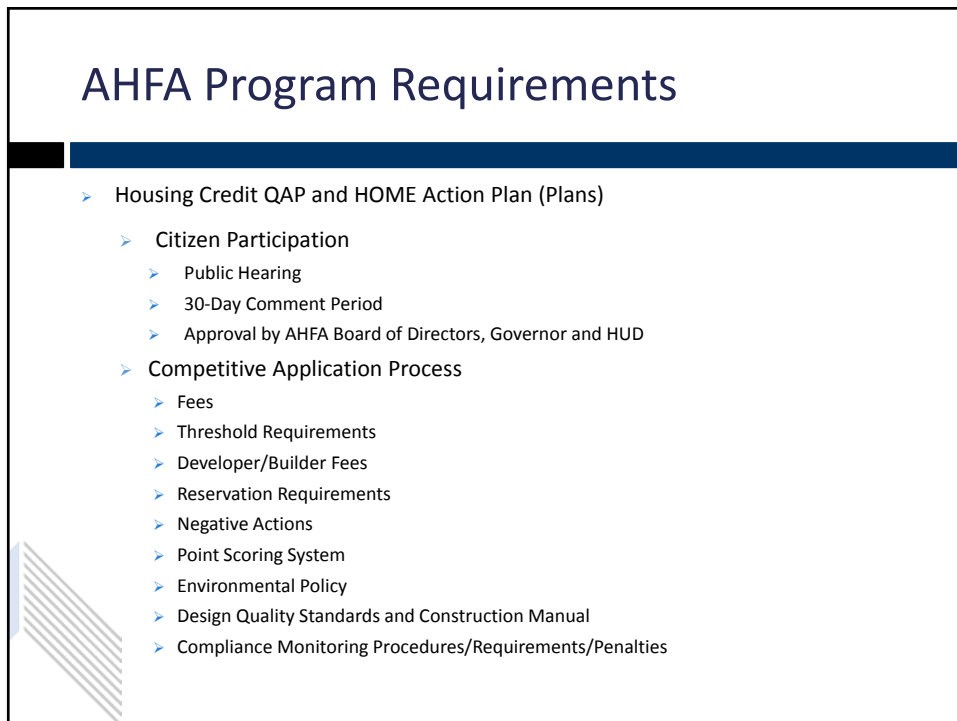 AHFA Program Requirements
Housing Credit QAP and HOME Action Plan (Plans)
Citizen Participation
Public Hearing
30-Day Comment Period
Approval by AHFA Board of Directors, Governor and HUD
Competitive Application Process
Fees
Threshold Requirements
Developer/Builder Fees
Reservation Requirements
Negative Actions
Point Scoring System
Environmental Policy
Design Quality Standards and Construction Manual
Compliance Monitoring Procedures/Requirements/Penalties